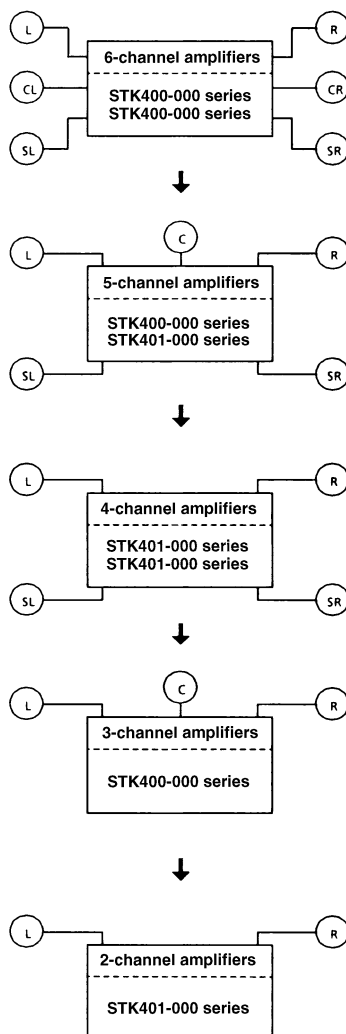 L
R
6-channel amplifiers
CL
CR
STK400-000 series
STK400-000 series
SL
SR
C
L
R
5-channel amplifiers
STK400-000 series
STK401-000 series
SL
SR
L
R
4-channel amplifiers
STK401-000 series
STK401-000 series
SL
SR
C
L
R
3-channel amplifiers
STK400-000 series
L
R
2-channel amplifiers
STK401-000 series